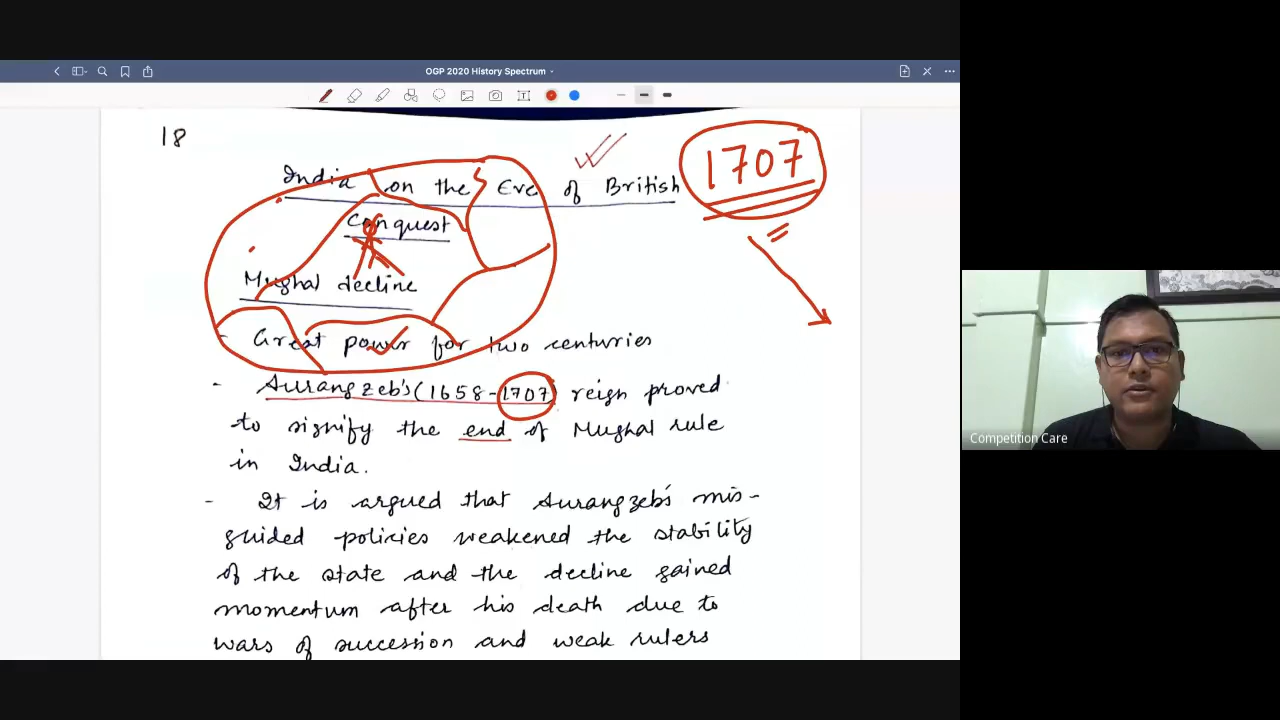 OGP 2020 History Spectrum
18
1707
India on the Eve of British
Conquest
Mughal decline
- Great power for two centuries
- Aurangzeb's (1658-1707) reign proved
to signify the end of Mughal rule
in India.
- It is argued that Aurangzeb's mis-
guided policies weakened the stability
of the state and the decline gained
momentum after his death due to
wars of succession and weak rulers
Competition Care